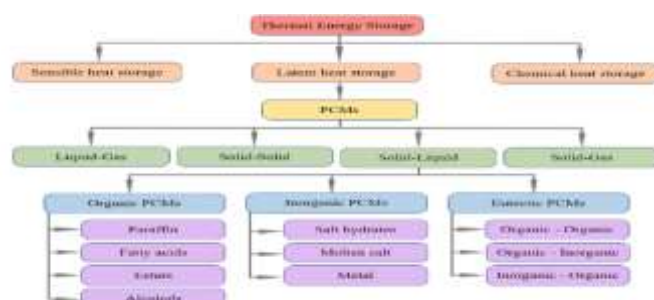 Thermal Energy Storage
Sensible heat storage
Latent heat storage
Chemical heat storage
PCMs
Liquid-Gas
Solid-Solid
Solid-Liquid
Solid-Gas
Organic PCMs
Inorganic PCMs
Eutectic PCMs
Paraffin
Salt hydrates
Organic - Organic
Fatty acids
Molten salt
Organic - Inorganic
Esters
Metal
Inorganic - Organic
Alcohols